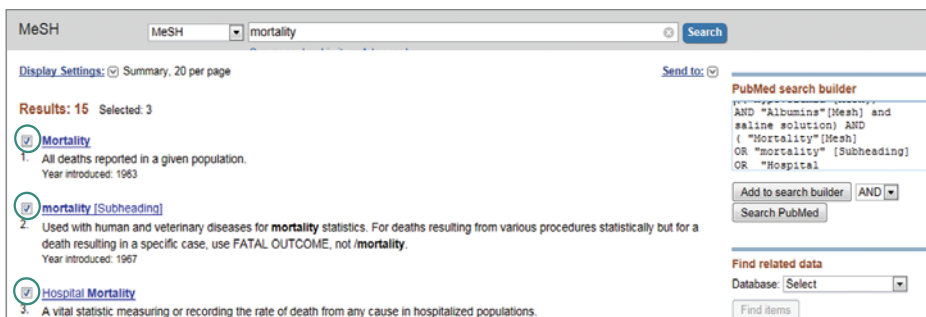 MeSH
MeSH
mortality
Search
Display Settings: Summary, 20 per page
Send to:
Results: 15 Selected: 3
Mortality
1. All deaths reported in a given population.
Year introduced: 1963
mortality [Subheading]
2. Used with human and veterinary diseases for mortality statistics. For deaths resulting from various procedures statistically but for a
death resulting in a specific case, use FATAL OUTCOME, not /mortality.
Year introduced: 1967
Hospital Mortality
3. A vital statistic measuring or recording the rate of death from any cause in hospitalized populations.
PubMed search builder
AND "Albumins"[Mesh] and
saline solution) AND
( "Mortality"[Mesh]
OR "mortality" [Subheading]
OR "Hospital
Add to search builder AND
Search PubMed
Find related data
Database: Select
Find items